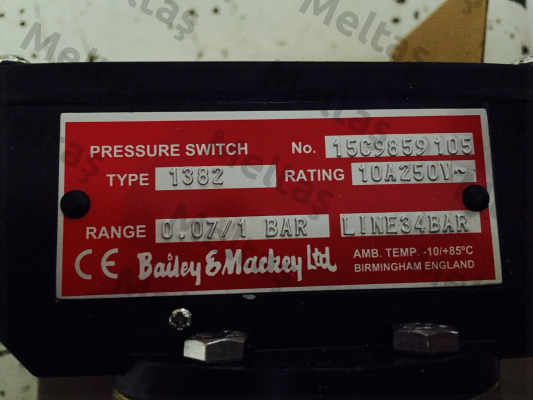 Meltaş
PRESSURE SWITCH No. 15C9859 105
TYPE 1382 RATING 10A250V~
RANGE 0.07/1 BAR LINE34BAR
CE Bailey & Mackey Ltd. AMB. TEMP. -10/+85°C
BIRMINGHAM ENGLAND